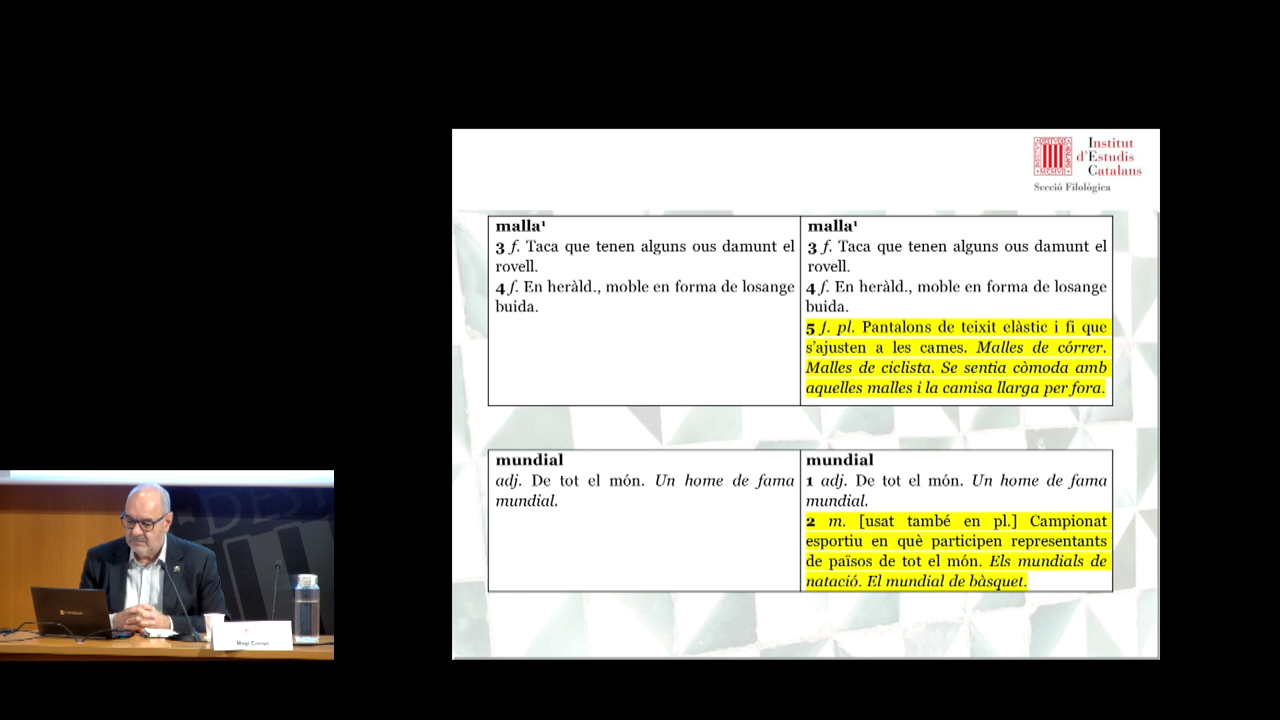 Institut
d'Estudis
Catalans
Secció Filològica
malla¹
3 f. Taca que tenen alguns ous damunt el
rovell.
4 f. En heràld., moble en forma de losange
buida.
malla¹
3 f. Taca que tenen alguns ous damunt el
rovell.
4 f. En heràld., moble en forma de losange
buida.
5 f. pl. Pantalons de teixit elàstic i fi que
s'ajusten a les cames. Malles de córrer.
Malles de ciclista. Se sentia còmoda amb
aquelles malles i la camisa llarga per fora.
mundial
adj. De tot el món. Un home de fama
mundial.
mundial
1 adj. De tot el món. Un home de fama
mundial.
2 m. [usat també en pl.] Campionat
esportiu en què participen representants
de països de tot el món. Els mundials de
natació. El mundial de bàsquet.
Magí Camps